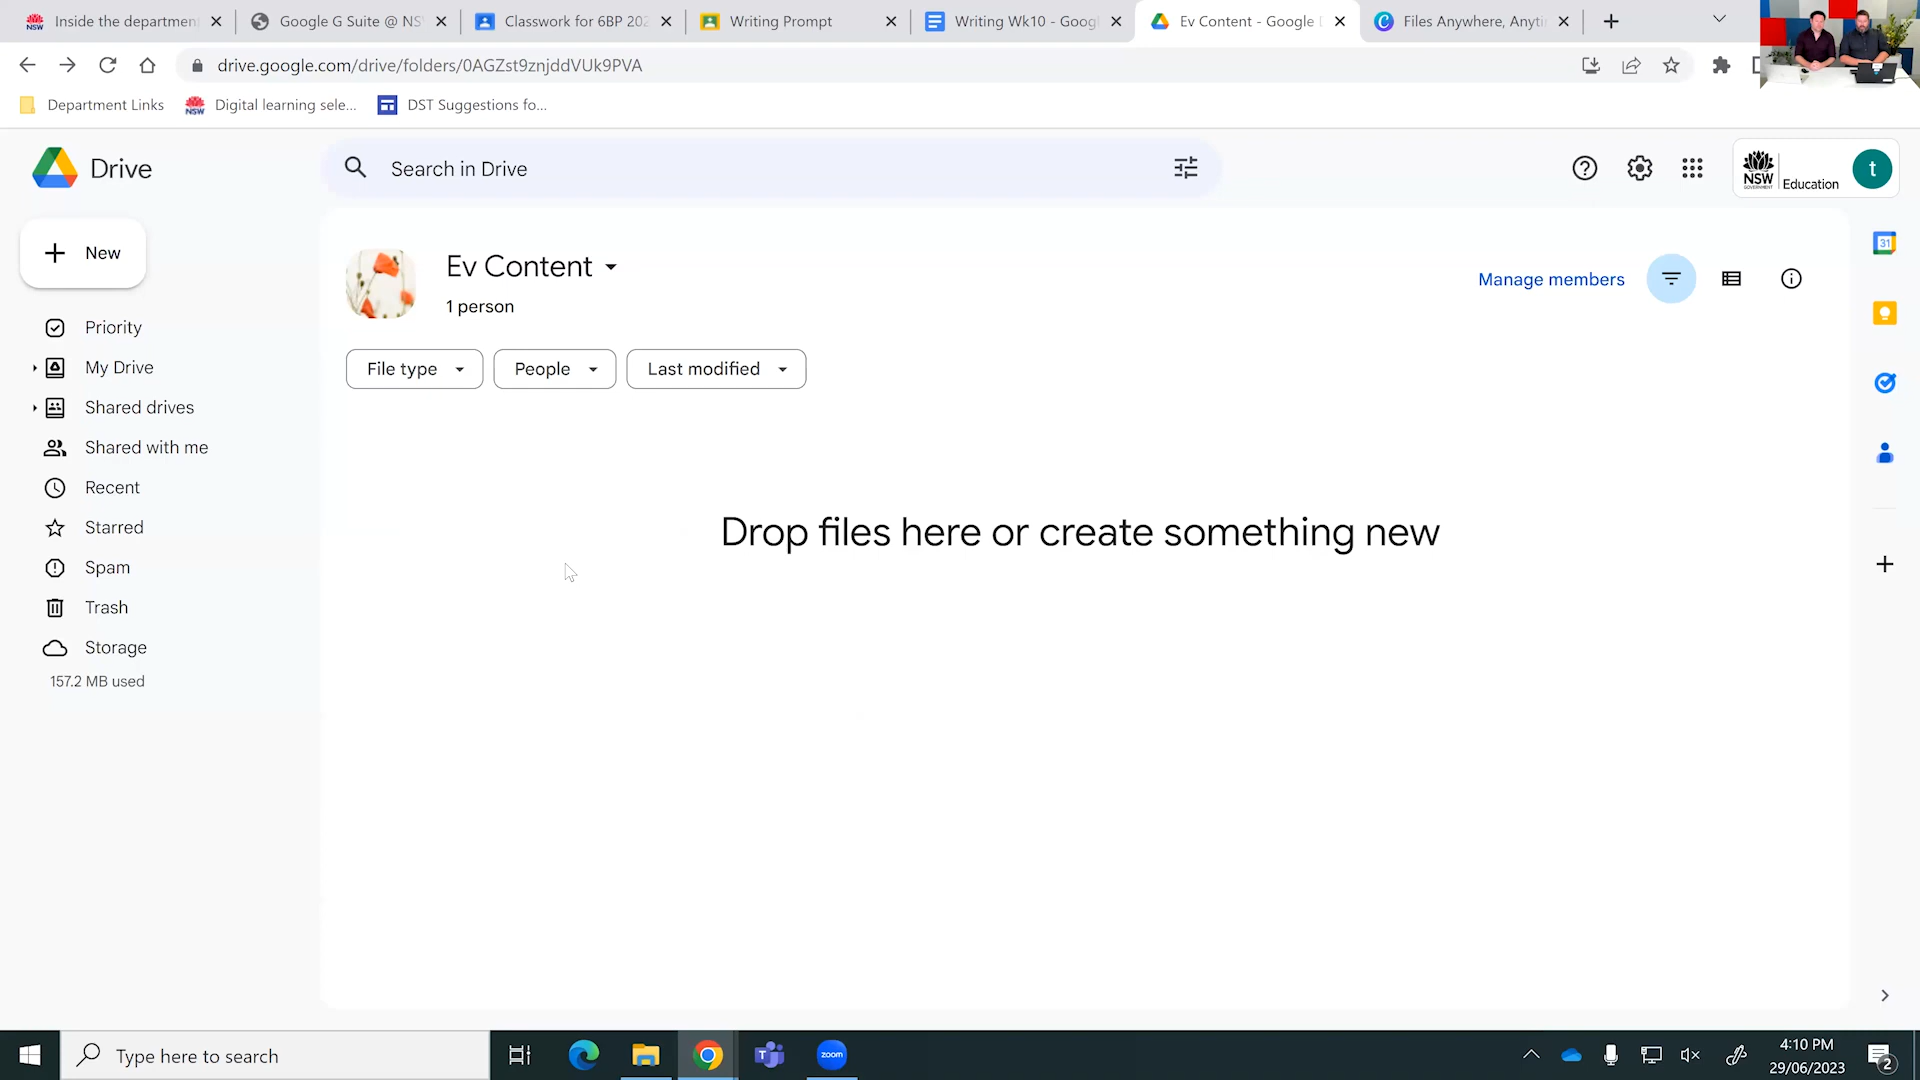 Inside the departmen
Google G Suite @ NS
Classwork for 6BP 202
Writing Prompt
Writing Wk10 - Goog
Ev Content - Google
Files Anywhere, Anyti
drive.google.com/drive/folders/0AGZst9znjddVUk9PVA
Department Links
NSW
Digital learning sele...
DST Suggestions fo...
Drive
Search in Drive
NSW
GOVERNMENT
Education
t
New
Ev Content
1 person
Manage members
31
Priority
My Drive
Shared drives
Shared with me
Recent
Starred
Spam
Trash
Storage
157.2 MB used
File type
People
Last modified
Drop files here or create something new
Type here to search
zoom
4:10 PM
29/06/2023
2